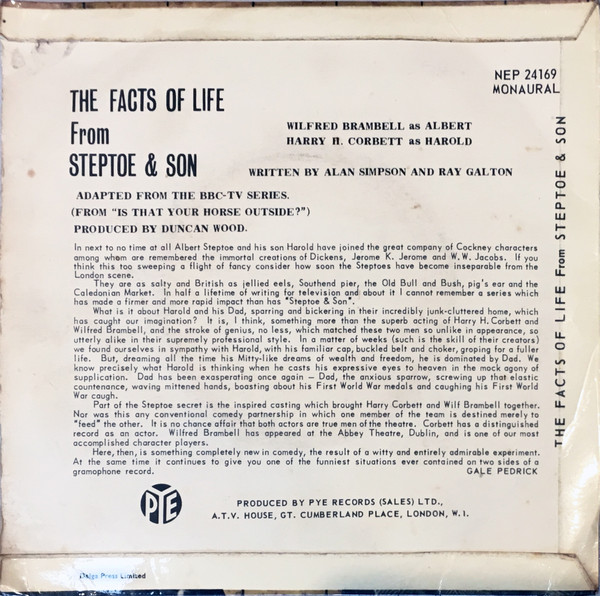 NEP 24169
MONAURAL
THE FACTS OF LIFE
From
STEPTOE & SON
WILFRED BRAMBELL as ALBERT
HARRY H. CORBETT as HAROLD
WRITTEN BY ALAN SIMPSON AND RAY GALTON
ADAPTED FROM THE BBC-TV SERIES.
(FROM "IS THAT YOUR HORSE OUTSIDE?")
PRODUCED BY DUNCAN WOOD.
In next to no time at all Albert Steptoe and his son Harold have joined the great company of Cockney characters
among whom are remembered the immortal creations of Dickens, Jerome K. Jerome and W.W. Jacobs. If you
think this too sweeping a flight of fancy consider how soon the Steptoes have become inseparable from the
London scene.
They are as salty and British as jellied eels, Southend pier, the Old Bull and Bush, pig's ear and the
Caledonian Market. In half a lifetime of writing for television and about it I cannot remember a series which
has made a firmer and more rapid impact than has "Steptoe & Son".
What is it about Harold and his Dad, sparring and bickering in their incredibly junk-cluttered home, which
has caught our imagination? It is, I think, something more than the superb acting of Harry H. Corbett and
Wilfred Brambell, and the stroke of genius, no less, which matched these two men so unlike in appearance, so
utterly alike in their supremely professional style. In a matter of weeks (such is the skill of their creators)
we found ourselves in sympathy with Harold, with his familiar cap, buckled belt and choker, groping for a fuller
life. But, dreaming all the time his Mitty-like dreams of wealth and freedom, he is dominated by Dad. We
know precisely what Harold is thinking when he casts his expressive eyes to heaven in the mock agony of
supplication. Dad has been exasperating once again – Dad, the anxious sparrow, screwing up that elastic
countenance, waving mittened hands, boasting about his First World War medals and caughing his First World
War caugh.
Part of the Steptoe secret is the inspired casting which brought Harry Corbett and Wilf Brambell together.
Nor was this any conventional comedy partnership in which one member of the team is destined merely to
"feed" the other. It is no chance affair that both actors are true men of the theatre. Corbett has a distinguished
record as an actor. Wilfred Brambell has appeared at the Abbey Theatre, Dublin, and is one of our most
accomplished character players.
Here, then, is something completely new in comedy, the result of a witty and entirely admirable experiment.
At the same time it continues to give you one of the funniest situations ever contained on two sides of a
gramophone record. GALE PEDRICK
PYE
PRODUCED BY PYE RECORDS (SALES) LTD.,
A.T.V. HOUSE, GT. CUMBERLAND PLACE, LONDON, W.I.
THE FACTS OF LIFE From STEPTOE & SON
Press Limited